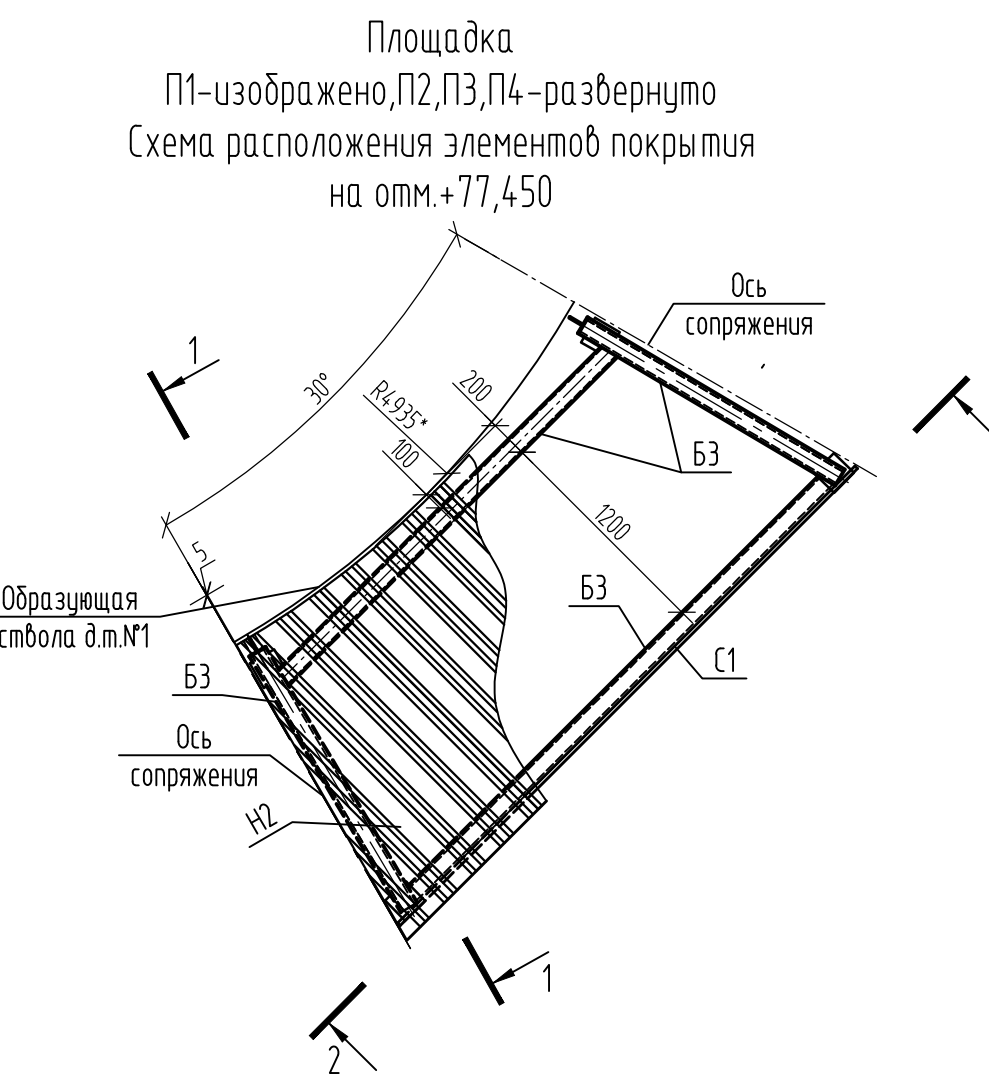 Площадка
П1-изображено,П2,П3,П4-развернуто
Схема расположения элементов покрытия
на отм.+77,450
Ось
сопряжения
1
30°
200
R4935*
100
Б3
1200
5
Б3
Образующая
ствола д.т.№1
С1
Б3
Ось
сопряжения
Н2
1
2